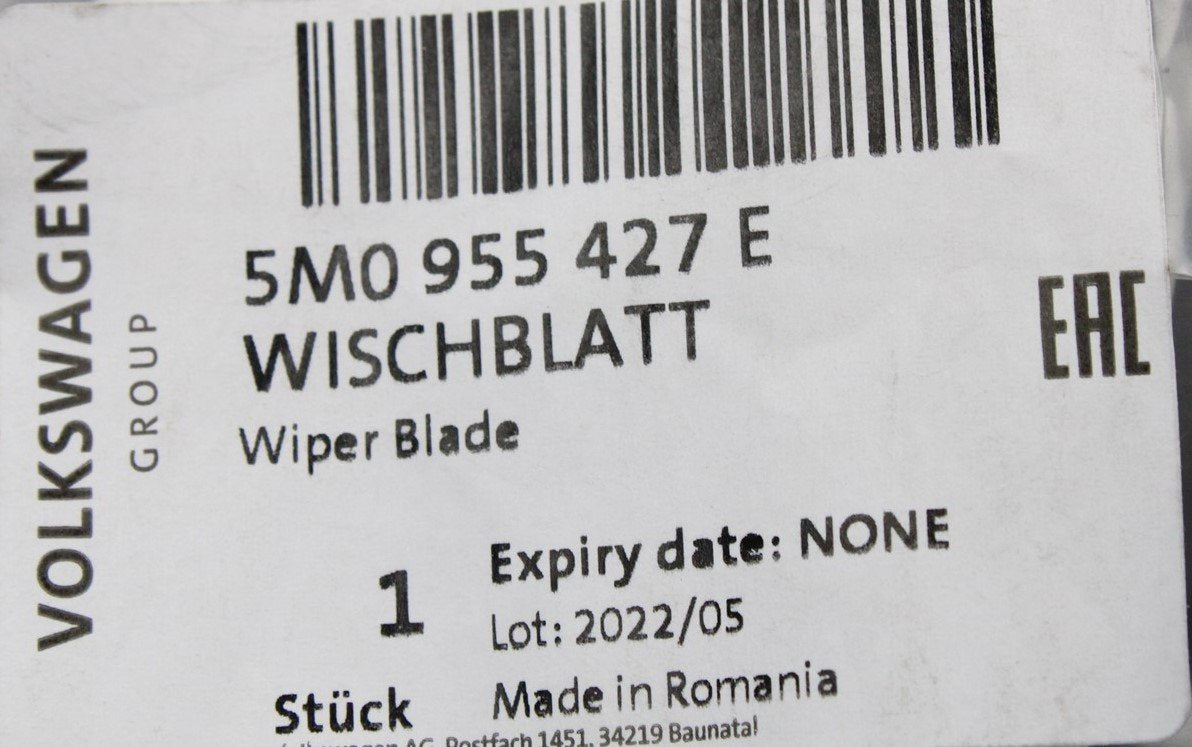 VOLKSWAGEN
GROUP
5M0 955 427 E
WISCHBLATT
Wiper Blade
EAC
Expiry date: NONE
1
Lot: 2022/05
Stück
Made in Romania
AG, Postfach 1451, 34219 Baunatal